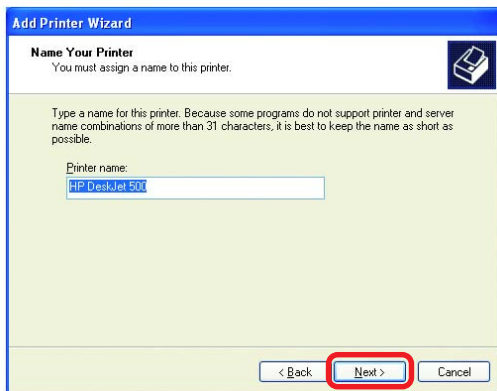 Add Printer Wizard
Name Your Printer
You must assign a name to this printer.
Type a name for this printer. Because some programs do not support printer and server
name combinations of more than 31 characters, it is best to keep the name as short as
possible.
Printer name:
HP DeskJet 500
< Back
Next >
Cancel